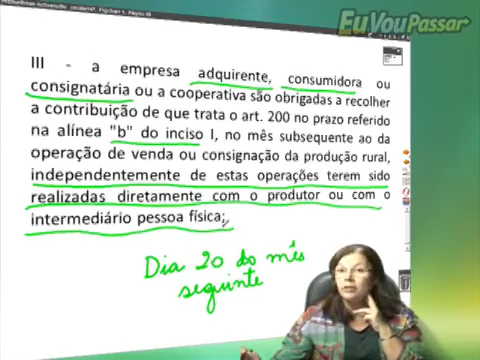 EuVouPassar
III - a empresa adquirente, consumidora ou
consignatária ou a cooperativa são obrigadas a recolher
a contribuição de que trata o art. 200 no prazo referido
na alínea "b" do inciso I, no mês subsequente ao da
operação de venda ou consignação da produção rural,
independentemente de estas operações terem sido
realizadas diretamente com o produtor ou com o
intermediário pessoa física;
Dia 20 do mês
seguinte